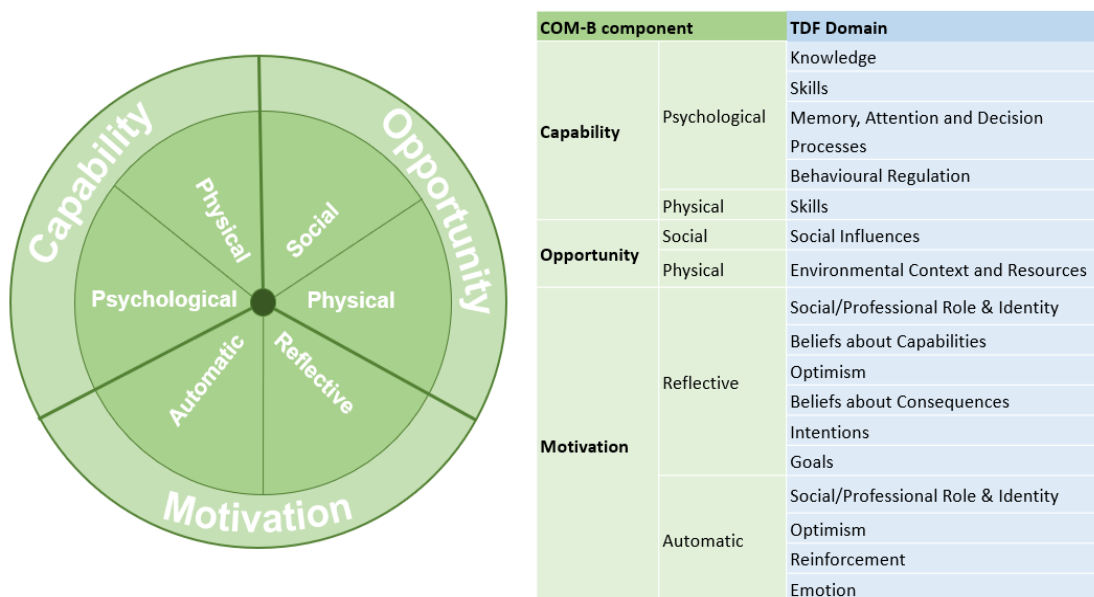 Capability
Opportunity
Physical
Social
Psychological
Physical
Automatic
Reflective
Motivation
COM-B component TDF Domain
Capability
Psychological
Knowledge
Skills
Memory, Attention and Decision
Processes
Behavioural Regulation
Physical Skills
Opportunity
Social Social Influences
Physical Environmental Context and Resources
Motivation
Reflective
Social/Professional Role & Identity
Beliefs about Capabilities
Optimism
Beliefs about Consequences
Intentions
Goals
Automatic
Social/Professional Role & Identity
Optimism
Reinforcement
Emotion